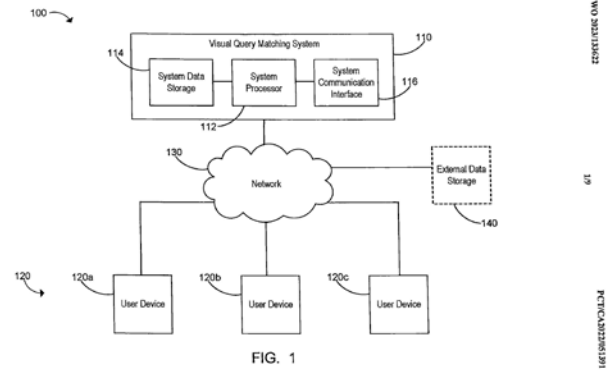 100
WO 2023/133622
Visual Query Matching System
110
114
System Data
Storage
System
Processor
System
Communication
Interface
116
112
130
Network
External Data
Storage
140
1/9
120
120a
120b
120c
User Device
User Device
User Device
PCT/CA2022/051391
FIG. 1